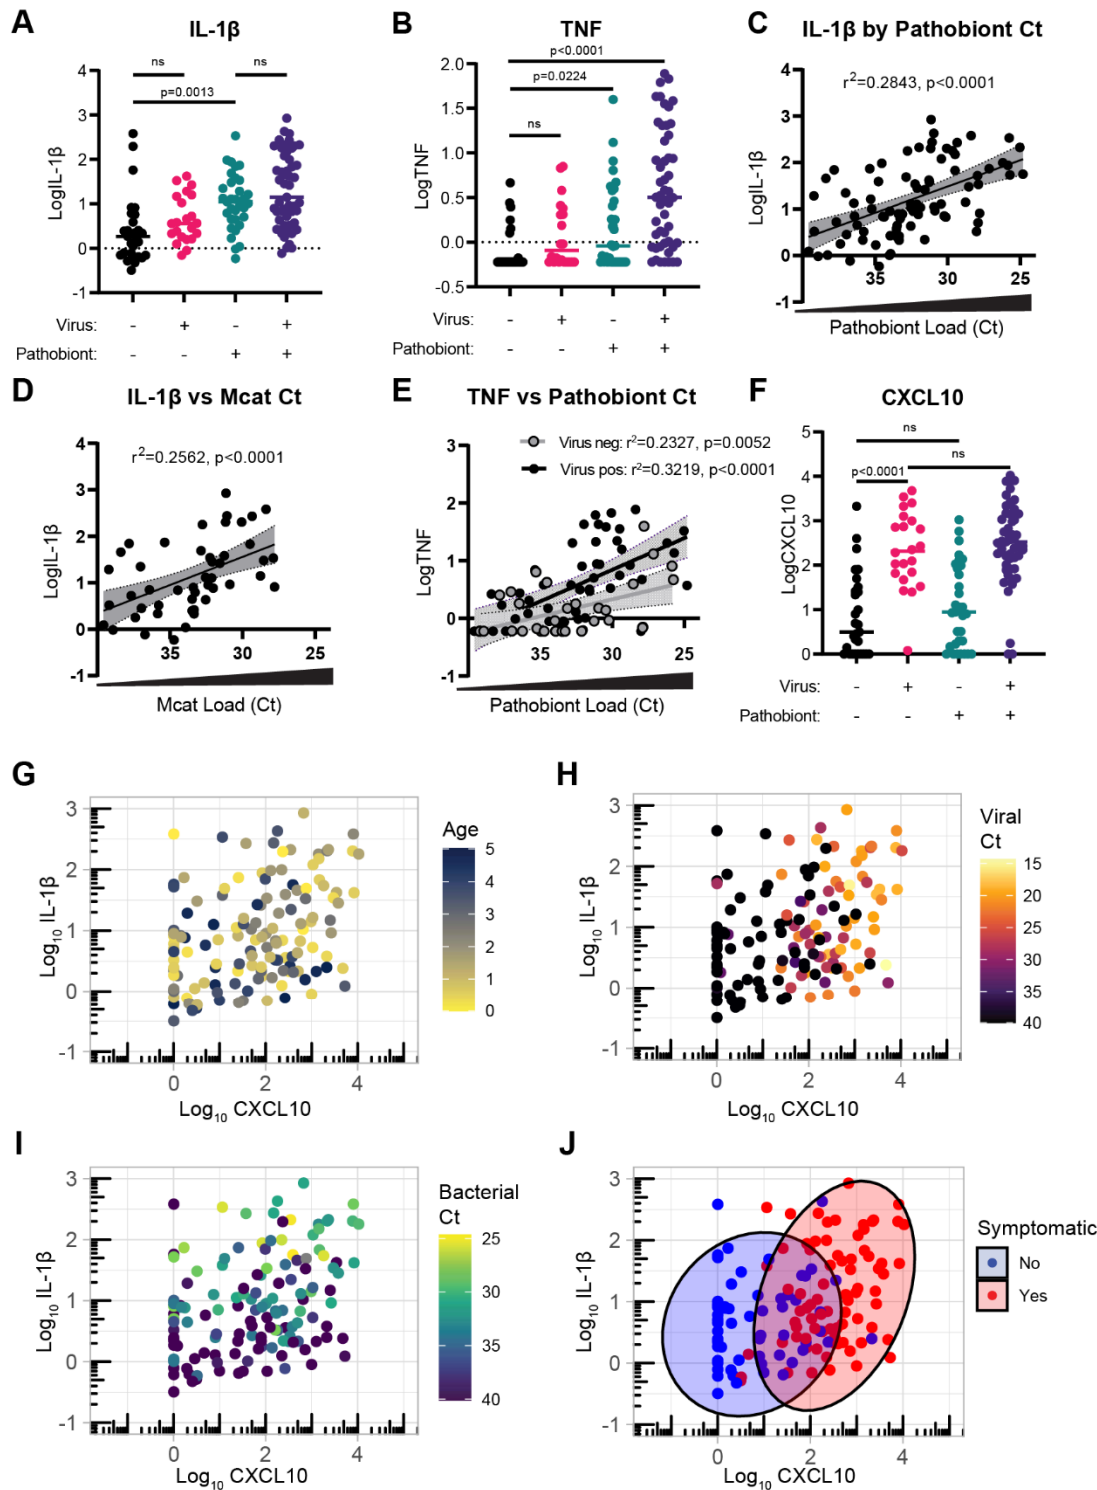 A
IL-1β
LogIL-1β
4
3
2
1
0
-1
ns
ns
p=0.0013
Virus: - + - +
Pathobiont: - - + +
B
TNF
LogTNF
2.0
1.5
1.0
0.5
0.0
-0.5
p<0.0001
p=0.0224
ns
Virus: - + - +
Pathobiont: - - + +
C
IL-1β by Pathobiont Ct
LogIL-1β
4
3
2
1
0
-1
r²=0.2843, p<0.0001
35 30 25
Pathobiont Load (Ct)
D
IL-1β vs Mcat Ct
LogIL-1β
4
3
2
1
0
-1
r²=0.2562, p<0.0001
35 30 25
Mcat Load (Ct)
E
TNF vs Pathobiont Ct
LogTNF
3
2
1
0
-1
Virus neg: r²=0.2327, p=0.0052
Virus pos: r²=0.3219, p<0.0001
35 30 25
Pathobiont Load (Ct)
F
CXCL10
LogCXCL10
5
4
3
2
1
0
ns
ns
p<0.0001
Virus: - + - +
Pathobiont: - - + +
G
Log₁₀ IL-1β
3
2
1
0
-1
0 2 4
Log₁₀ CXCL10
Age
5
4
3
2
1
0
H
Log₁₀ IL-1β
3
2
1
0
-1
0 2 4
Log₁₀ CXCL10
Viral
Ct
15
20
25
30
35
40
I
Log₁₀ IL-1β
3
2
1
0
-1
0 2 4
Log₁₀ CXCL10
Bacterial
Ct
25
30
35
40
J
Log₁₀ IL-1β
3
2
1
0
-1
0 2 4
Log₁₀ CXCL10
Symptomatic
No
Yes